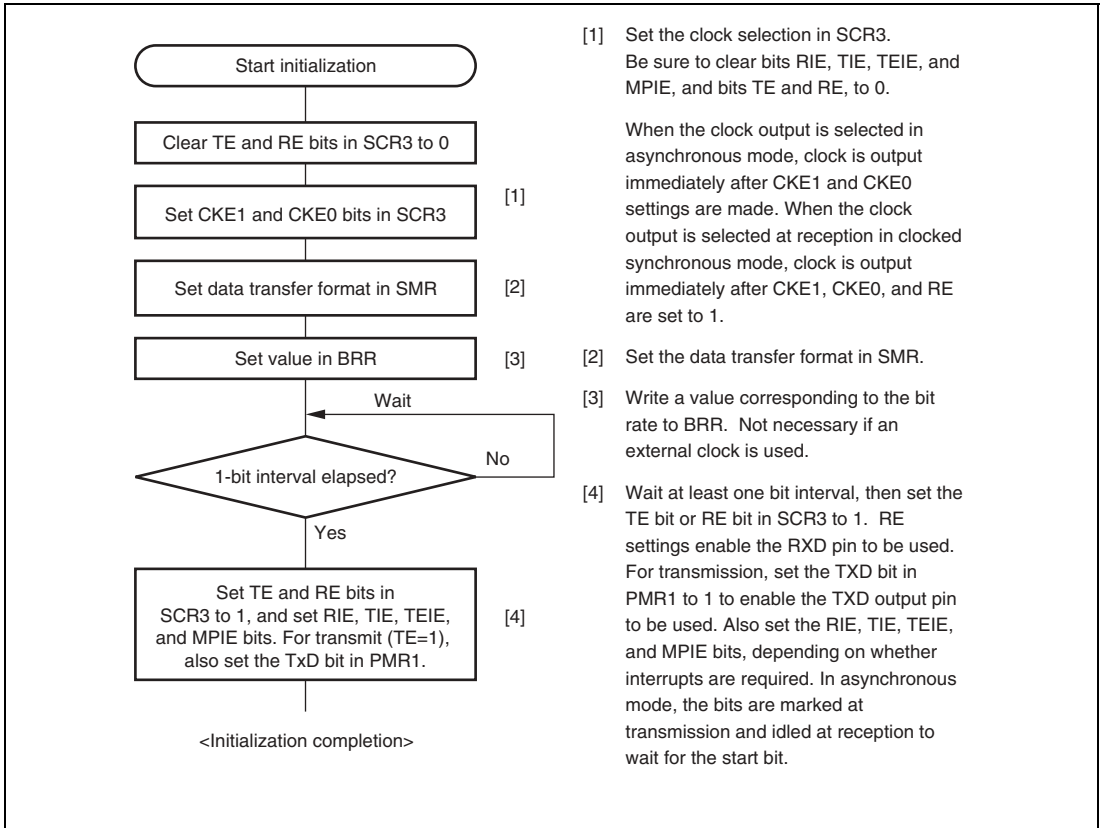 Start initialization
Clear TE and RE bits in SCR3 to 0
Set CKE1 and CKE0 bits in SCR3
[1]
Set data transfer format in SMR
[2]
Set value in BRR
[3]
Wait
1-bit interval elapsed?
No
Yes
Set TE and RE bits in
SCR3 to 1, and set RIE, TIE, TEIE,
and MPIE bits. For transmit (TE=1),
also set the TxD bit in PMR1.
[4]
<Initialization completion>
[1] Set the clock selection in SCR3.
Be sure to clear bits RIE, TIE, TEIE, and
MPIE, and bits TE and RE, to 0.
When the clock output is selected in
asynchronous mode, clock is output
immediately after CKE1 and CKE0
settings are made. When the clock
output is selected at reception in clocked
synchronous mode, clock is output
immediately after CKE1, CKE0, and RE
are set to 1.
[2] Set the data transfer format in SMR.
[3] Write a value corresponding to the bit
rate to BRR. Not necessary if an
external clock is used.
[4] Wait at least one bit interval, then set the
TE bit or RE bit in SCR3 to 1. RE
settings enable the RXD pin to be used.
For transmission, set the TXD bit in
PMR1 to 1 to enable the TXD output pin
to be used. Also set the RIE, TIE, TEIE,
and MPIE bits, depending on whether
interrupts are required. In asynchronous
mode, the bits are marked at
transmission and idled at reception to
wait for the start bit.